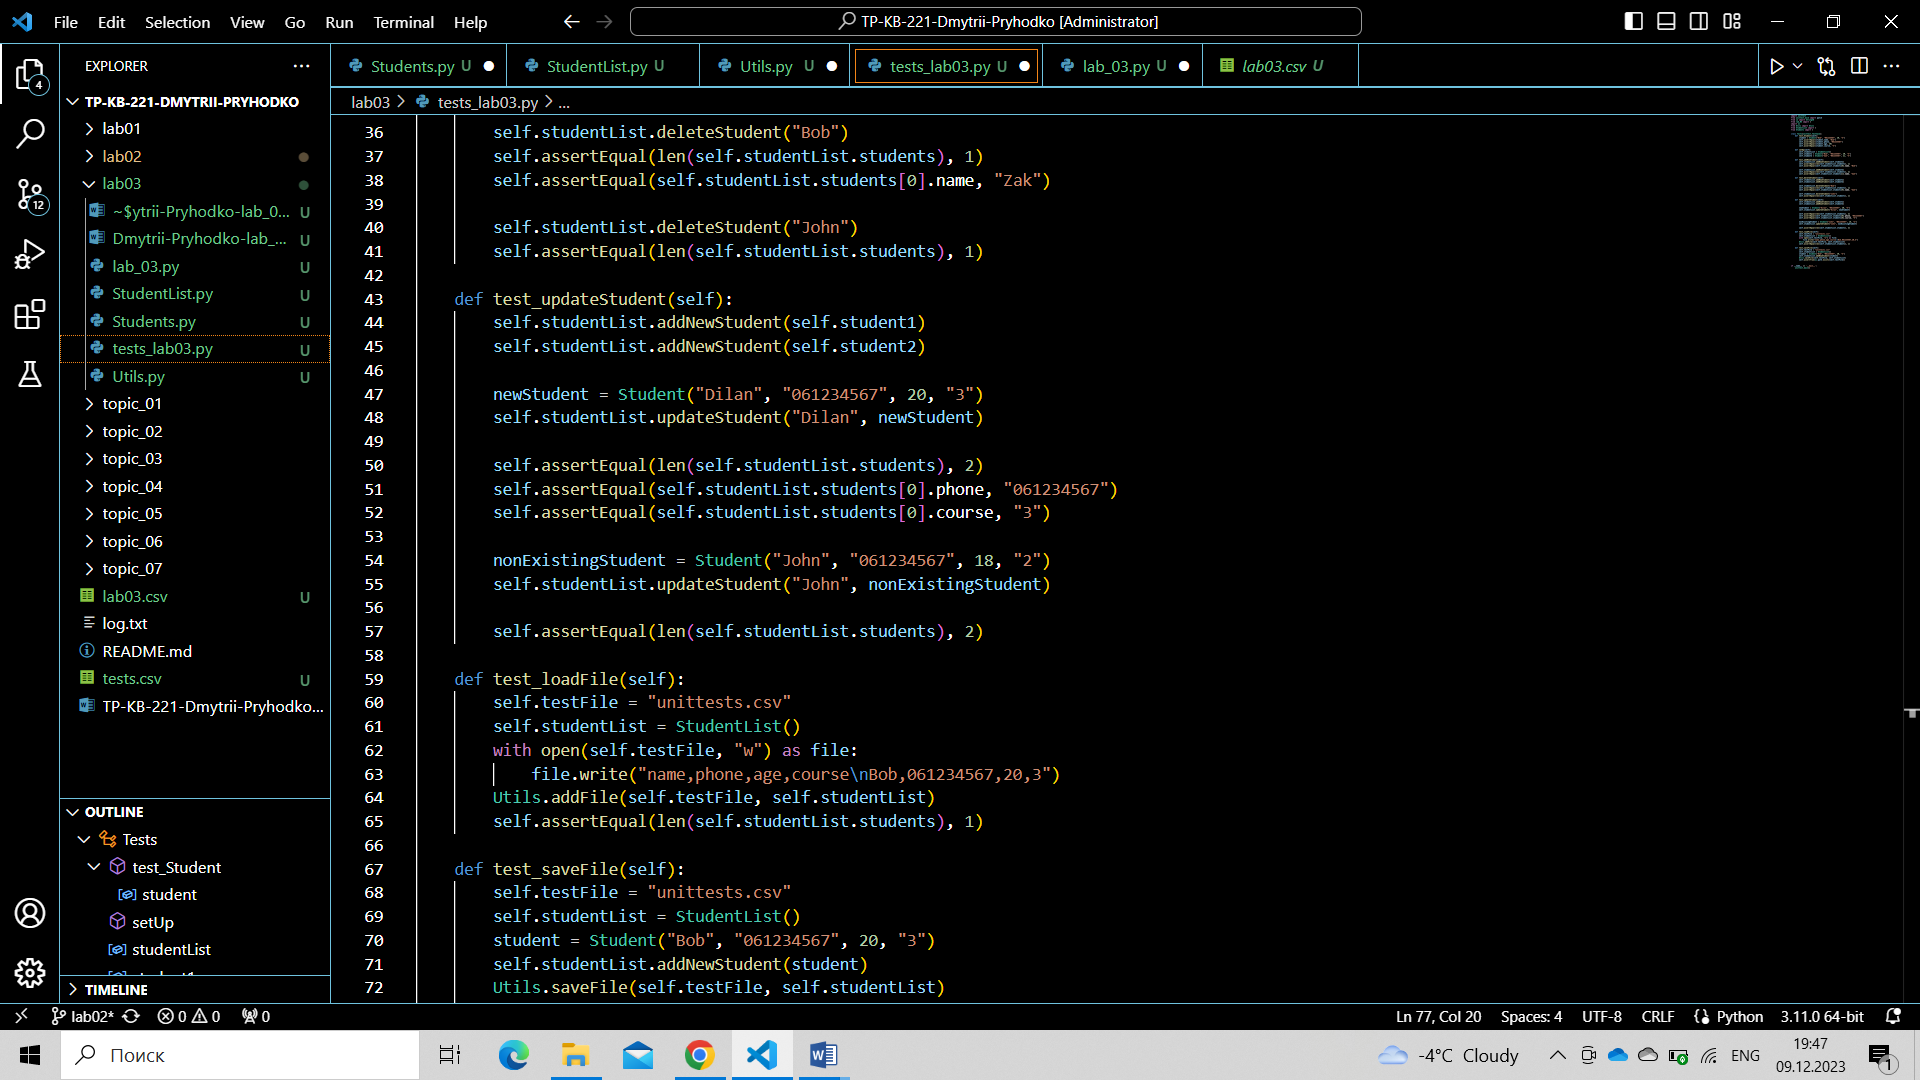 File Edit Selection View Go Run Terminal Help
TP-KB-221-Dmytrii-Pryhodko [Administrator]
EXPLORER
Students.py U
StudentList.py U
Utils.py U
tests_lab03.py U
lab_03.py U
lab03.csv U
lab03 > tests_lab03.py > ...
4
12
TP-KB-221-DMYTRII-PRYHODKO
lab01
lab02
lab03
~$ytrii-Pryhodko-lab_0... U
Dmytrii-Pryhodko-lab_... U
lab_03.py U
StudentList.py U
Students.py U
tests_lab03.py U
Utils.py U
topic_01
topic_02
topic_03
topic_04
topic_05
topic_06
topic_07
lab03.csv U
log.txt
README.md
tests.csv U
TP-KB-221-Dmytrii-Pryhodko...
OUTLINE
Tests
test_Student
student
setUp
studentList
TIMELINE
36 self.studentList.deleteStudent("Bob")
37 self.assertEqual(len(self.studentList.students), 1)
38 self.assertEqual(self.studentList.students[0].name, "Zak")
39
40 self.studentList.deleteStudent("John")
41 self.assertEqual(len(self.studentList.students), 1)
42
43 def test_updateStudent(self):
44 self.studentList.addNewStudent(self.student1)
45 self.studentList.addNewStudent(self.student2)
46
47 newStudent = Student("Dilan", "061234567", 20, "3")
48 self.studentList.updateStudent("Dilan", newStudent)
49
50 self.assertEqual(len(self.studentList.students), 2)
51 self.assertEqual(self.studentList.students[0].phone, "061234567")
52 self.assertEqual(self.studentList.students[0].course, "3")
53
54 nonExistingStudent = Student("John", "061234567", 18, "2")
55 self.studentList.updateStudent("John", nonExistingStudent)
56
57 self.assertEqual(len(self.studentList.students), 2)
58
59 def test_loadFile(self):
60 self.testFile = "unittests.csv"
61 self.studentList = StudentList()
62 with open(self.testFile, "w") as file:
63 file.write("name,phone,age,course\nBob,061234567,20,3")
64 Utils.addFile(self.testFile, self.studentList)
65 self.assertEqual(len(self.studentList.students), 1)
66
67 def test_saveFile(self):
68 self.testFile = "unittests.csv"
69 self.studentList = StudentList()
70 student = Student("Bob", "061234567", 20, "3")
71 self.studentList.addNewStudent(student)
72 Utils.saveFile(self.testFile, self.studentList)
lab02* 0 0 0
Ln 77, Col 20 Spaces: 4 UTF-8 CRLF Python 3.11.0 64-bit
Поиск
-4°C Cloudy
ENG
19:47
09.12.2023
1